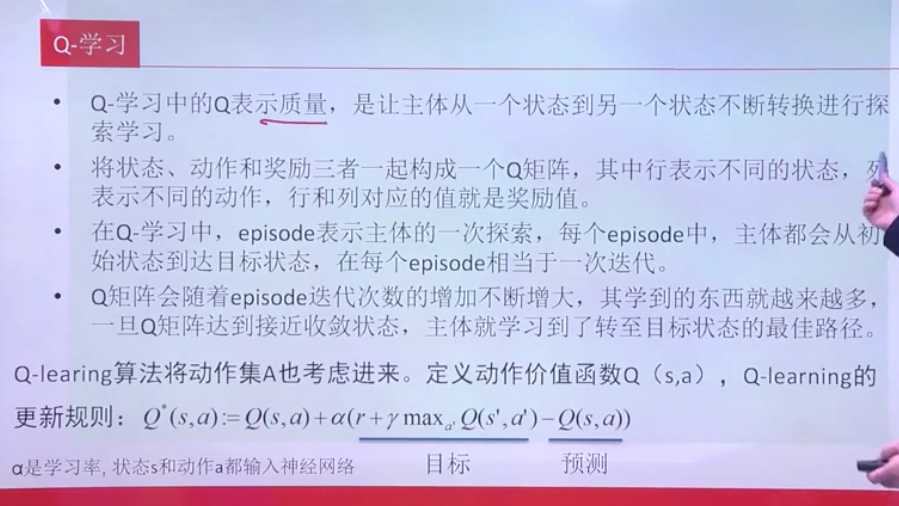 Q-学习
• Q-学习中的Q表示质量，是让主体从一个状态到另一个状态不断转换进行探
索学习。
• 将状态、动作和奖励三者一起构成一个Q矩阵，其中行表示不同的状态，列
表示不同的动作，行和列对应的值就是奖励值。
• 在Q-学习中，episode表示主体的一次探索，每个episode中，主体都会从初
始状态到达目标状态，在每个episode相当于一次迭代。
• Q矩阵会随着episode迭代次数的增加不断增大，其学到的东西就越来越多，
一旦Q矩阵达到接近收敛状态，主体就学习到了转至目标状态的最佳路径。
Q-learing算法将动作集A也考虑进来。定义动作价值函数Q（s,a），Q-learning的
更新规则：Q*(s,a):=Q(s,a)+α(r+γ maxa' Q(s',a')−Q(s,a))
目标 预测
α是学习率, 状态s和动作a都输入神经网络